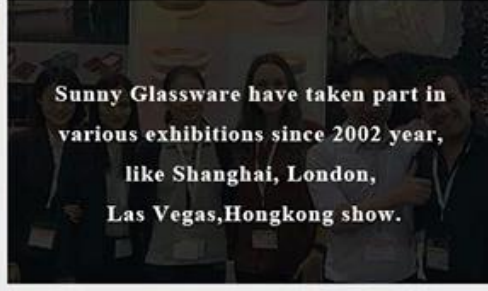 Sunny Glassware have taken part in
various exhibitions since 2002 year,
like Shanghai, London,
Las Vegas,Hongkong show.